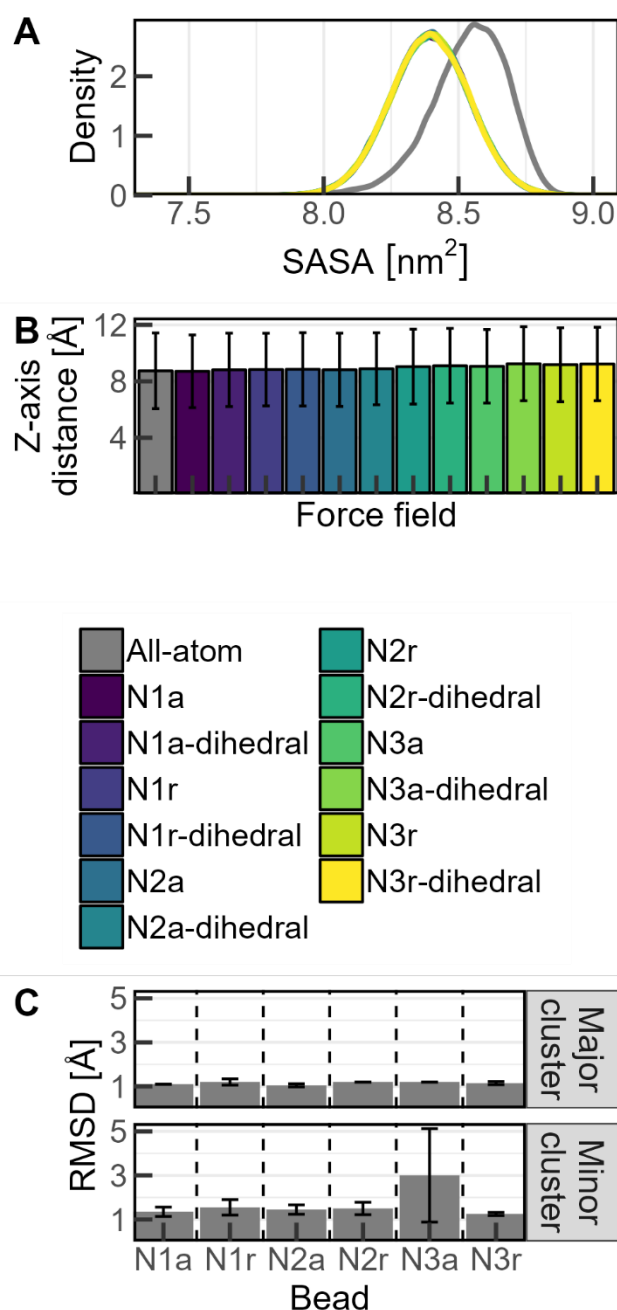 A
Density
2
1
0
7.5 8.0 8.5 9.0
SASA [nm²]
B
Z-axis
distance [Å]
12
8
4
Force field
All-atom
N1a
N1a-dihedral
N1r
N1r-dihedral
N2a
N2a-dihedral
N2r
N2r-dihedral
N3a
N3a-dihedral
N3r
N3r-dihedral
C
RMSD [Å]
5
3
1
Major
cluster
5
3
1
Minor
cluster
N1a N1r N2a N2r N3a N3r
Bead